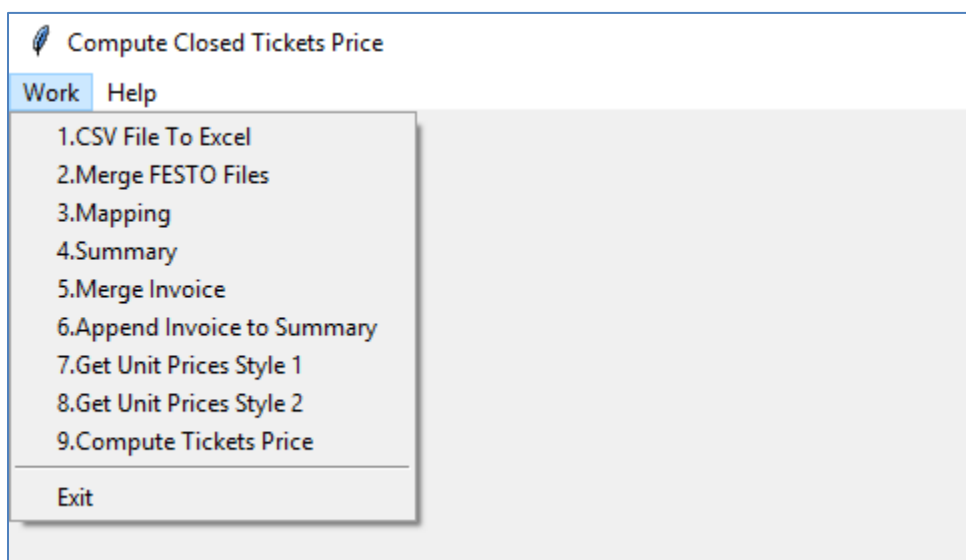 Compute Closed Tickets Price
Work Help
1.CSV File To Excel
2.Merge FESTO Files
3.Mapping
4.Summary
5.Merge Invoice
6.Append Invoice to Summary
7.Get Unit Prices Style 1
8.Get Unit Prices Style 2
9.Compute Tickets Price
Exit